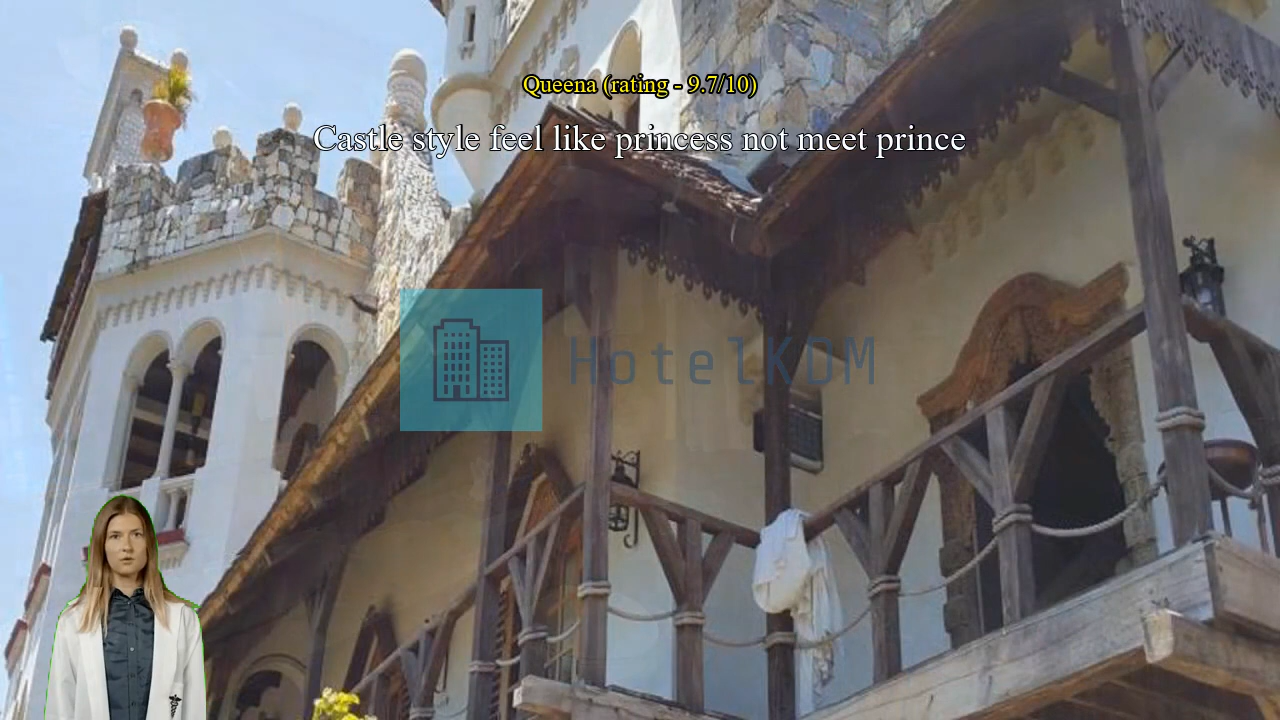 Queena (rating - 9.7/10)
Castle style feel like princess not meet prince
HotelKDM